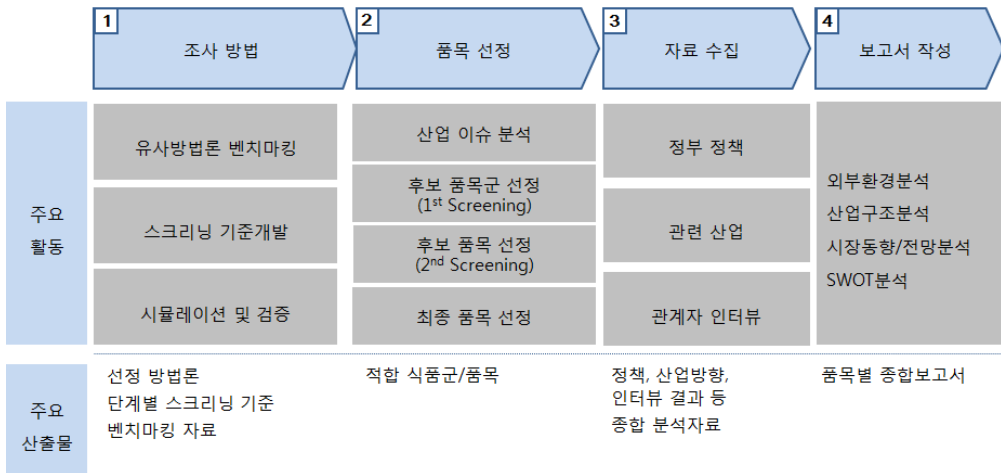 1
조사 방법
2
품목 선정
3
자료 수집
4
보고서 작성
주요
활동
유사방법론 벤치마킹
스크리닝 기준개발
시뮬레이션 및 검증
산업 이슈 분석
후보 품목군 선정
(1st Screening)
후보 품목 선정
(2nd Screening)
최종 품목 선정
정부 정책
관련 산업
관계자 인터뷰
외부환경분석
산업구조분석
시장동향/전망분석
SWOT분석
주요
산출물
선정 방법론
단계별 스크리닝 기준
벤치마킹 자료
적합 식품군/품목
정책, 산업방향,
인터뷰 결과 등
종합 분석자료
품목별 종합보고서